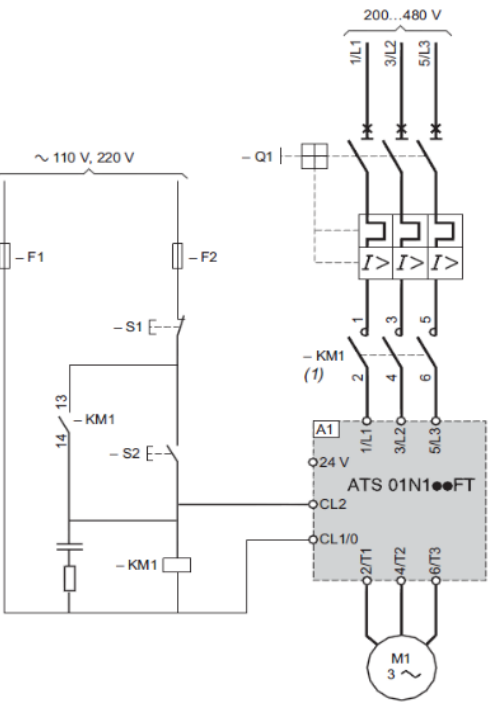 200...480 V
1/L1
3/L2
5/L3
~ 110 V, 220 V
– Q1
– F1
– F2
I> I> I>
– S1
1
3
5
– KM1
(1)
2
4
6
13
– KM1
14
– S2
A1
1/L1
3/L2
5/L3
24 V
ATS 01N1●●FT
CL2
CL1/0
– KM1
2/T1
4/T2
6/T3
M1
3 ~